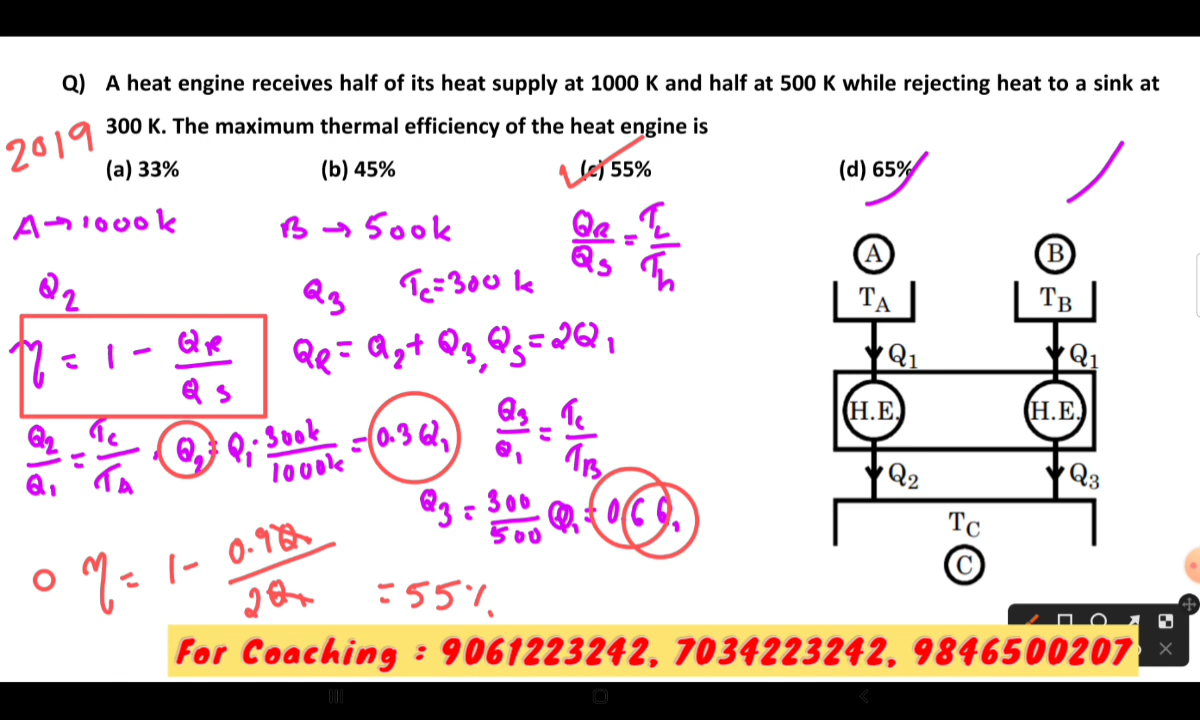 Q) A heat engine receives half of its heat supply at 1000 K and half at 500 K while rejecting heat to a sink at
2019
300 K. The maximum thermal efficiency of the heat engine is
(a) 33% (b) 45% (c) 55% (d) 65%
A → 1000k B → 500k QR/QS = TL/Th
Q2 Q3 Tc = 300 k
η = 1 - QR/QS QR = Q2 + Q3, QS = 2Q1
Q2/Q1 = Tc/TA, Q2 = Q1 · 300k/1000k = 0.3 Q1 Q3/Q1 = Tc/TB
Q3 = 300/500 Q1 = 0.6 Q1
η = 1 - 0.9Q1/2Q1 = 55%
A B
TA TB
Q1 Q1
H.E. H.E.
Q2 Q3
TC
C
For Coaching : 9061223242, 7034223242, 9846500207